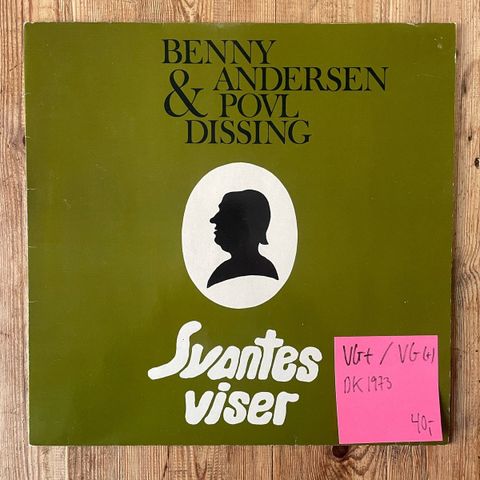 BENNY
& ANDERSEN
POVL
DISSING
Svantes
viser
VG+ / VG(+)
DK 1973
40,-